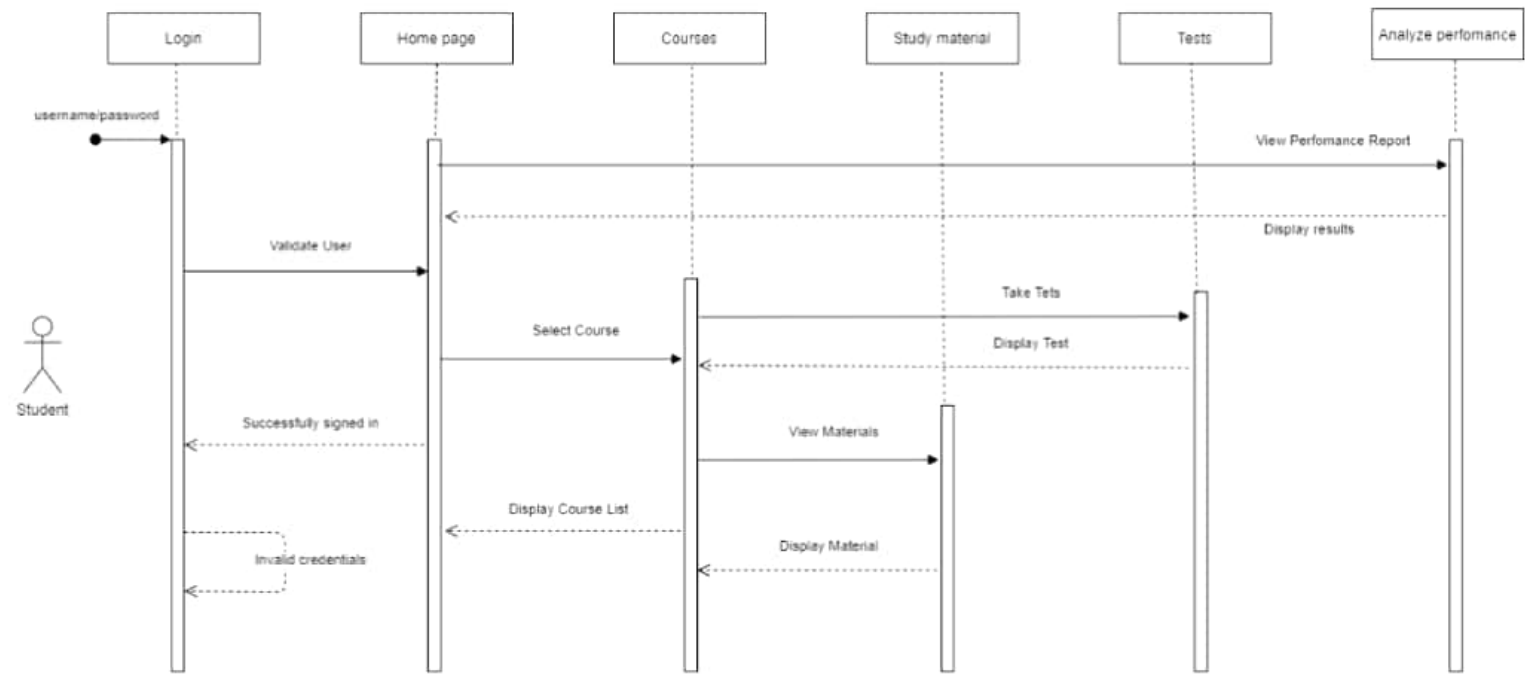 Login
Home page
Courses
Study material
Tests
Analyze perfomance
username/password
View Perfomance Report
Display results
Validate User
Take Tets
Select Course
Display Test
Student
Successfully signed in
View Materials
Display Course List
Display Material
Invalid credentials